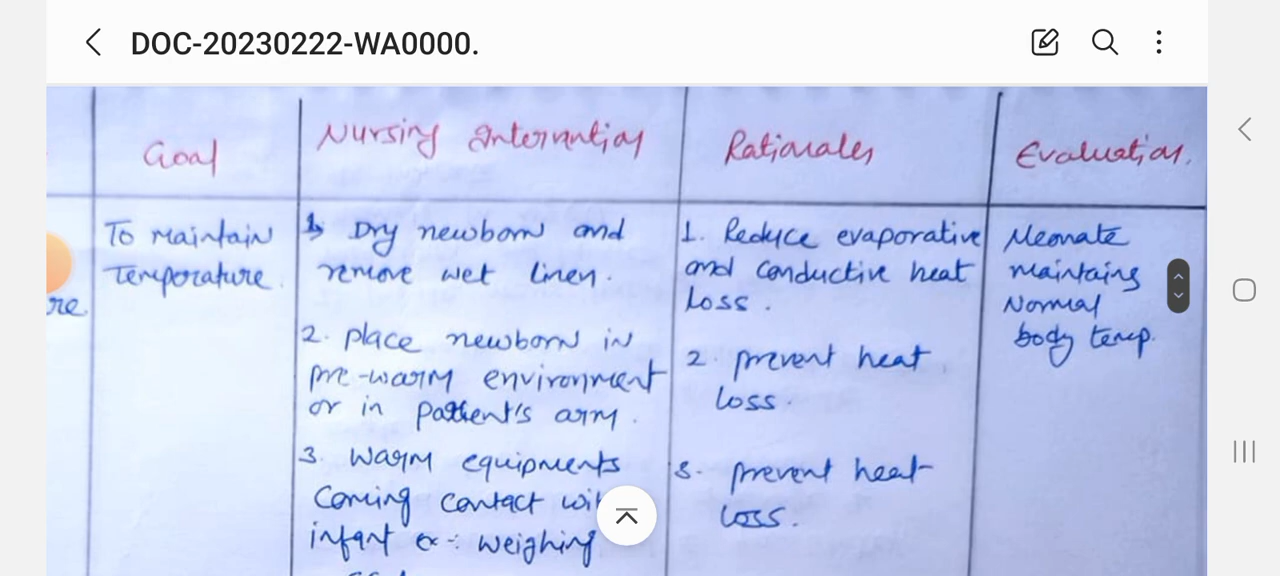 DOC-20230222-WA0000.
Goal
Nursing Intervention
Rationales
Evaluation.
re
To Maintain
Temperature.
1. Dry newborn and
remove wet linen.
2. place newborn in
pre-warm environment
or in patient's arm.
3. warm equipments
Coming contact wit
infant ex-: weighing
1. Reduce evaporative
and conductive heat
Loss.
2. prevent heat
loss.
3. prevent heat
loss.
Neonate
maintains
Normal
body temp.